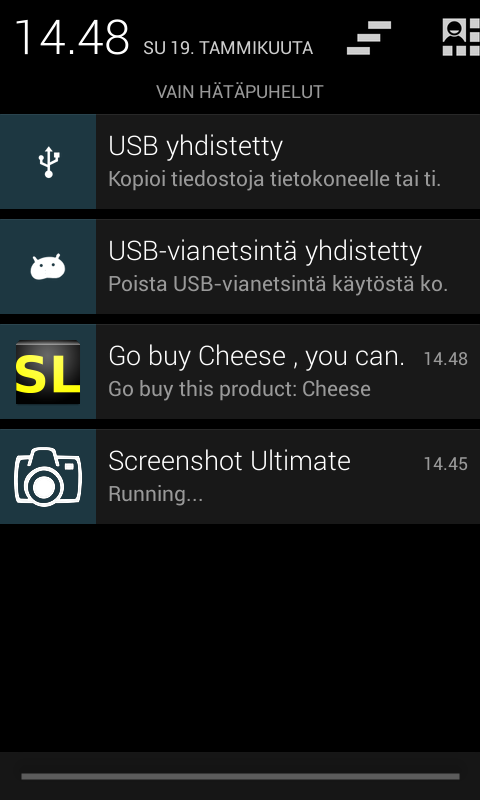 14.48 SU 19. TAMMIKUUTA
VAIN HÄTÄPUHELUT
USB yhdistetty
Kopioi tiedostoja tietokoneelle tai ti.
USB-vianetsintä yhdistetty
Poista USB-vianetsintä käytöstä ko.
SL
Go buy Cheese , you can. 14.48
Go buy this product: Cheese
Screenshot Ultimate 14.45
Running...